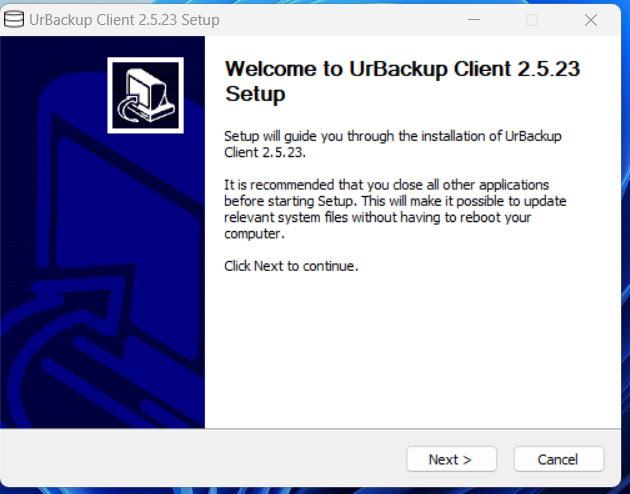 UrBackup Client 2.5.23 Setup
Welcome to UrBackup Client 2.5.23
Setup
Setup will guide you through the installation of UrBackup
Client 2.5.23.
It is recommended that you close all other applications
before starting Setup. This will make it possible to update
relevant system files without having to reboot your
computer.
Click Next to continue.
Next >
Cancel